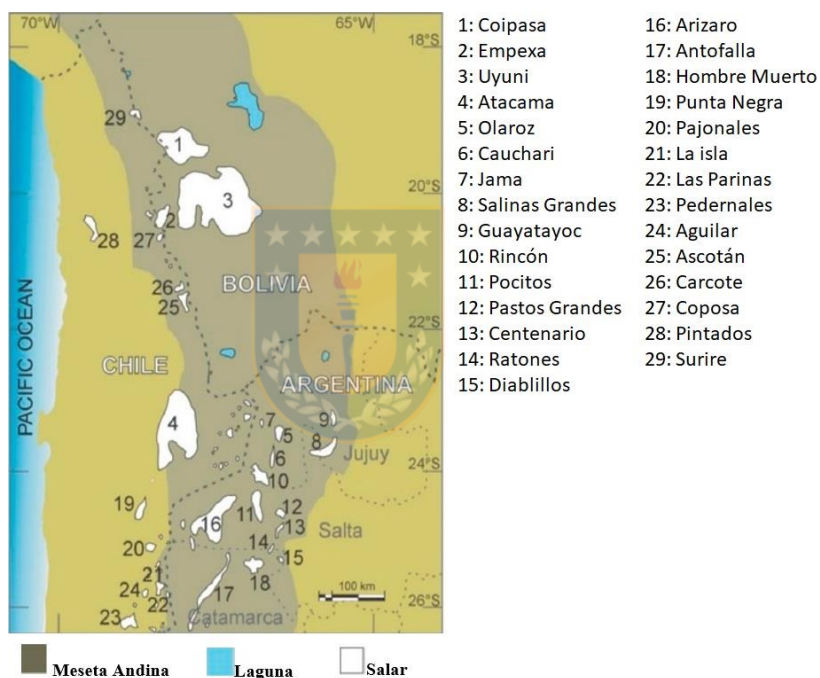 70°W
65°W
18°S
29
1
20°S
2
3
28
27
26
BOLIVIA
25
22°S
PACIFIC OCEAN
CHILE
ARGENTINA
4
7
9
5
8
Jujuy
6
24°S
10
19
11
12
16
13
Salta
20
14
15
21
18
24
17
100 km
22
26°S
23
Catamarca
1: Coipasa
2: Empexa
3: Uyuni
4: Atacama
5: Olaroz
6: Cauchari
7: Jama
8: Salinas Grandes
9: Guayatayoc
10: Rincón
11: Pocitos
12: Pastos Grandes
13: Centenario
14: Ratones
15: Diablillos
16: Arizaro
17: Antofalla
18: Hombre Muerto
19: Punta Negra
20: Pajonales
21: La isla
22: Las Parinas
23: Pedernales
24: Aguilar
25: Ascotán
26: Carcote
27: Coposa
28: Pintados
29: Surire
Meseta Andina
Laguna
Salar